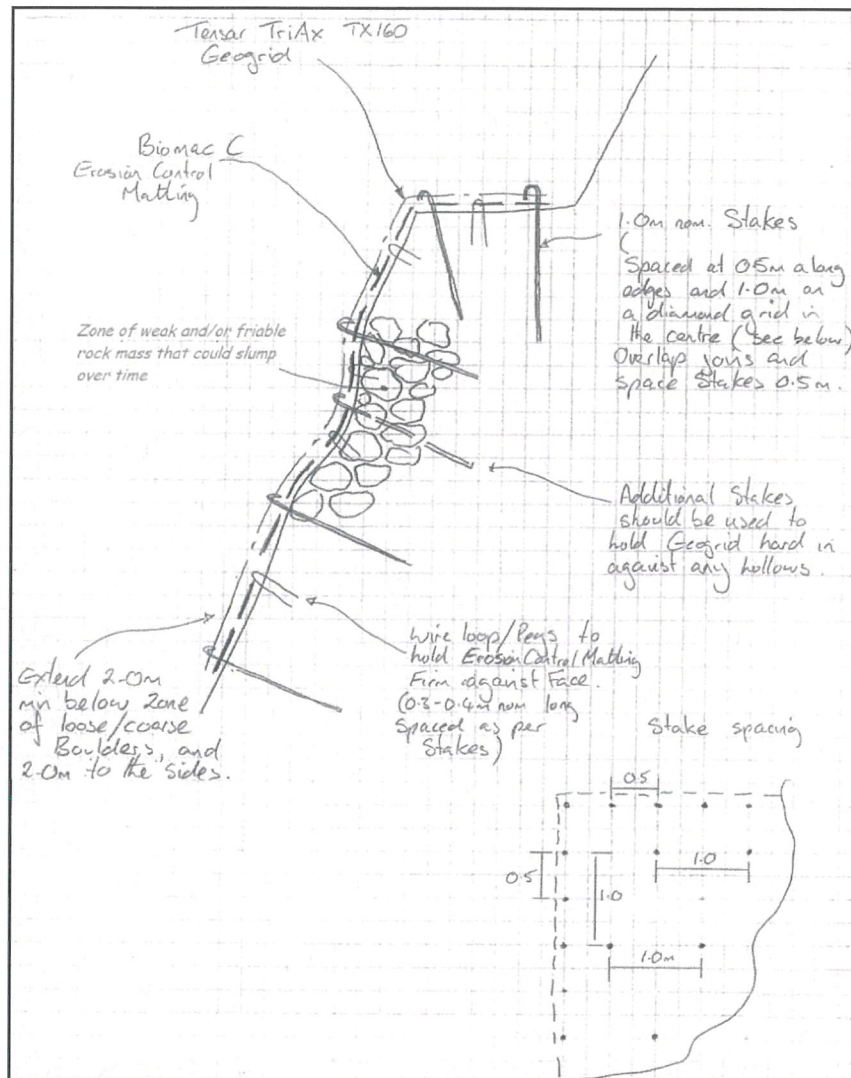 Tensar TriAx TX160
Geogrid
Biomac C
Erosion Control
Matting
1.0m nom. Stakes
(
Spaced at 0.5m along
edges and 1.0m on
a diamond grid in
the centre (see below)
Overlap joins and
space Stakes 0.5m.
Zone of weak and/or friable
rock mass that could slump
over time
Additional Stakes
should be used to
hold Geogrid hard in
against any hollows.
Wire loop/Pegs to
hold Erosion Control Matting
Firm against Face.
(0.3-0.4m nom long
Spaced as per
Stakes)
Extend 2.0m
min below Zone
of loose/coarse
Boulders, and
2.0m to the Sides.
Stake spacing
0.5
0.5
1.0
1.0
1.0m